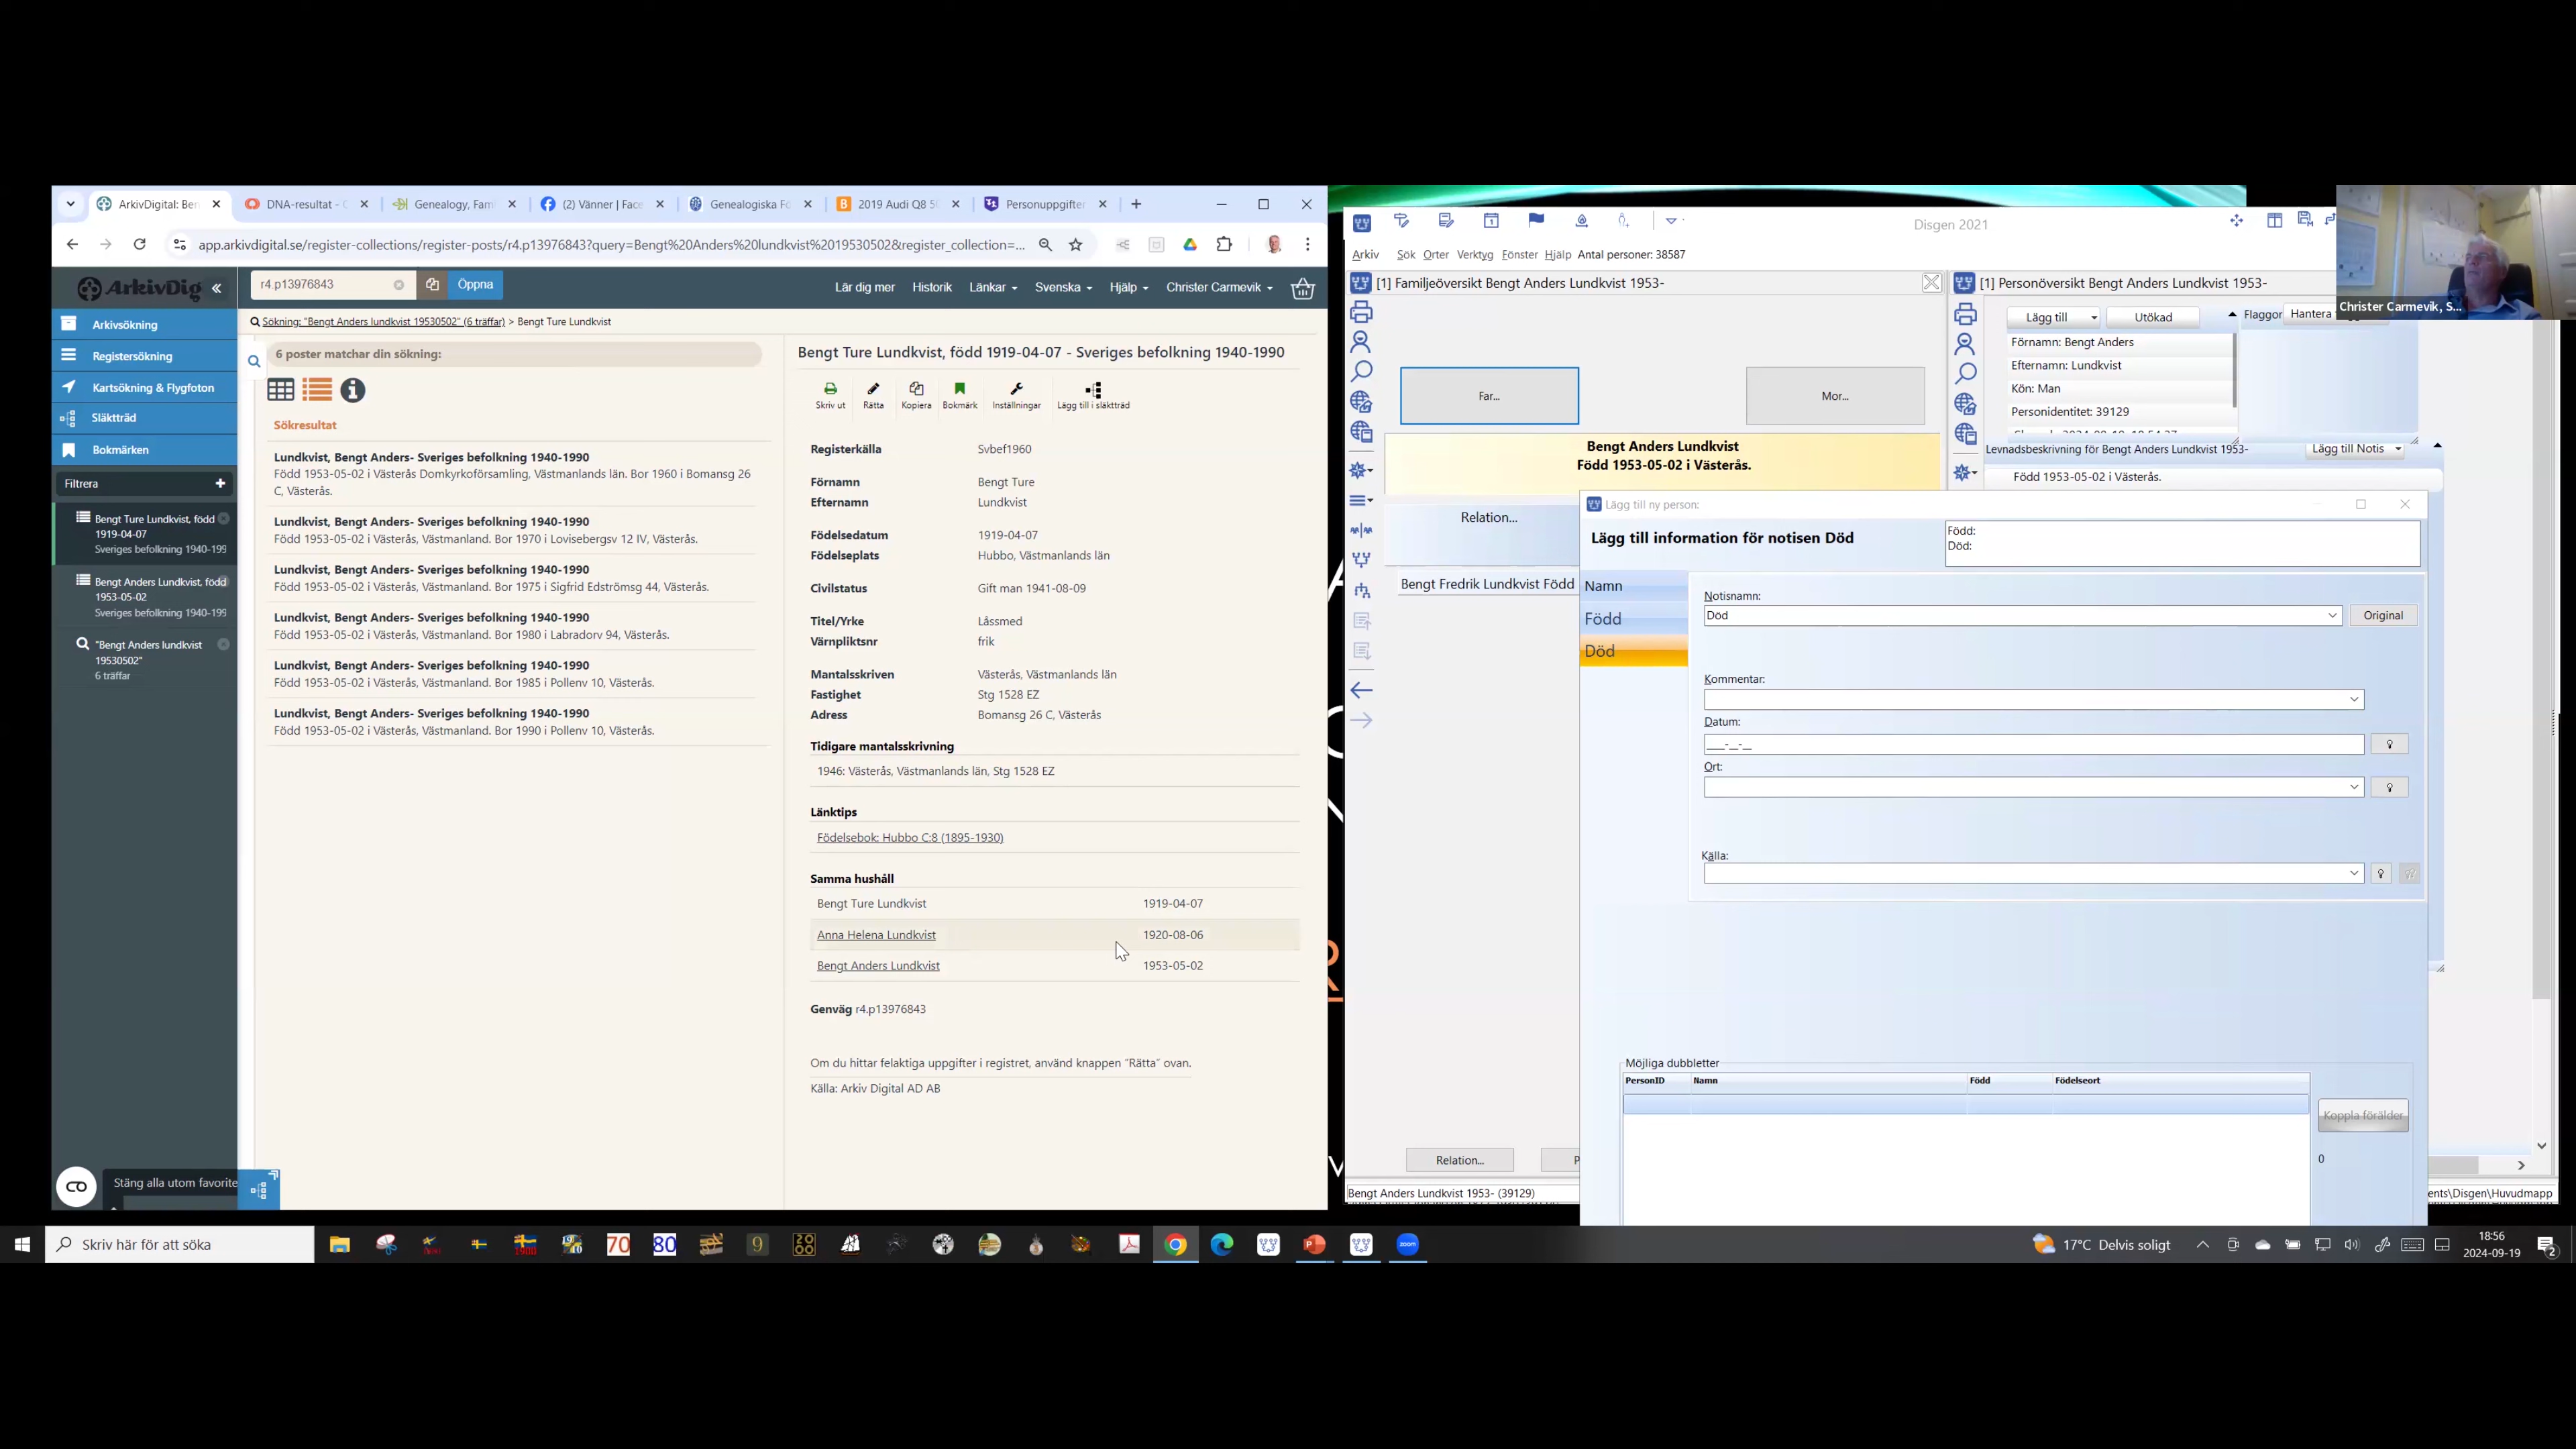 ArkivDigital: Ben
DNA-resultat -
Genealogy, Fam
(2) Vänner | Face
Genealogiska Fö
2019 Audi Q8 50
Personuppgifter
app.arkivdigital.se/register-collections/register-posts/r4.p13976843?query=Bengt%20Anders%20lundkvist%2019530502&register_collection=...
ArkivDig
r4.p13976843
Öppna
Lär dig mer
Historik
Länkar
Svenska
Hjälp
Christer Carmevik
Arkivsökning
Registersökning
Kartsökning & Flygfoton
Släktträd
Bokmärken
Filtrera
Bengt Ture Lundkvist, född
1919-04-07
Sveriges befolkning 1940-199
Bengt Anders Lundkvist, född
1953-05-02
Sveriges befolkning 1940-199
"Bengt Anders lundkvist
19530502"
6 träffar
Stäng alla utom favorite
Sökning: "Bengt Anders lundkvist 19530502" (6 träffar) > Bengt Ture Lundkvist
6 poster matchar din sökning:
Sökresultat
Lundkvist, Bengt Anders- Sveriges befolkning 1940-1990
Född 1953-05-02 i Västerås Domkyrkoförsamling, Västmanlands län. Bor 1960 i Bomansg 26
C, Västerås.
Lundkvist, Bengt Anders- Sveriges befolkning 1940-1990
Född 1953-05-02 i Västerås, Västmanland. Bor 1970 i Lovisebergsv 12 IV, Västerås.
Lundkvist, Bengt Anders- Sveriges befolkning 1940-1990
Född 1953-05-02 i Västerås, Västmanland. Bor 1975 i Sigfrid Edströmsg 44, Västerås.
Lundkvist, Bengt Anders- Sveriges befolkning 1940-1990
Född 1953-05-02 i Västerås, Västmanland. Bor 1980 i Labradorv 94, Västerås.
Lundkvist, Bengt Anders- Sveriges befolkning 1940-1990
Född 1953-05-02 i Västerås, Västmanland. Bor 1985 i Pollenv 10, Västerås.
Lundkvist, Bengt Anders- Sveriges befolkning 1940-1990
Född 1953-05-02 i Västerås, Västmanland. Bor 1990 i Pollenv 10, Västerås.
Bengt Ture Lundkvist, född 1919-04-07 - Sveriges befolkning 1940-1990
Skriv ut
Rätta
Kopiera
Bokmärk
Inställningar
Lägg till i släktträd
Registerkälla Svbef1960
Förnamn Bengt Ture
Efternamn Lundkvist
Födelsedatum 1919-04-07
Födelseplats Hubbo, Västmanlands län
Civilstatus Gift man 1941-08-09
Titel/Yrke Låssmed
Värnpliktsnr frik
Mantalsskriven Västerås, Västmanlands län
Fastighet Stg 1528 EZ
Adress Bomansg 26 C, Västerås
Tidigare mantalsskrivning
1946: Västerås, Västmanlands län, Stg 1528 EZ
Länktips
Födelsebok: Hubbo C:8 (1895-1930)
Samma hushåll
Bengt Ture Lundkvist 1919-04-07
Anna Helena Lundkvist 1920-08-06
Bengt Anders Lundkvist 1953-05-02
Genväg r4.p13976843
Om du hittar felaktiga uppgifter i registret, använd knappen "Rätta" ovan.
Källa: Arkiv Digital AD AB
Disgen 2021
Arkiv Sök Orter Verktyg Fönster Hjälp Antal personer: 38587
[1] Familjeöversikt Bengt Anders Lundkvist 1953-
Far...
Mor...
Bengt Anders Lundkvist
Född 1953-05-02 i Västerås.
Relation...
Bengt Fredrik Lundkvist Född
Relation...
P
Bengt Anders Lundkvist 1953- (39129)
[1] Personöversikt Bengt Anders Lundkvist 1953-
Lägg till
Utökad
Flaggor
Hantera
Förnamn: Bengt Anders
Efternamn: Lundkvist
Kön: Man
Personidentitet: 39129
Levnadsbeskrivning för Bengt Anders Lundkvist 1953-
Lägg till Notis
Född 1953-05-02 i Västerås.
Christer Carmevik, S...
Lägg till ny person:
Lägg till information för notisen Död
Född:
Död:
Namn
Född
Död
Notisnamn:
Död
Original
Kommentar:
Datum:
____-__-__
Ort:
Källa:
Möjliga dubbletter
PersonID Namn Född Födelseort
Koppla förälder
0
ents\Disgen\Huvudmapp
Skriv här för att söka
70
80
9
zoom
17°C Delvis soligt
18:56
2024-09-19
2